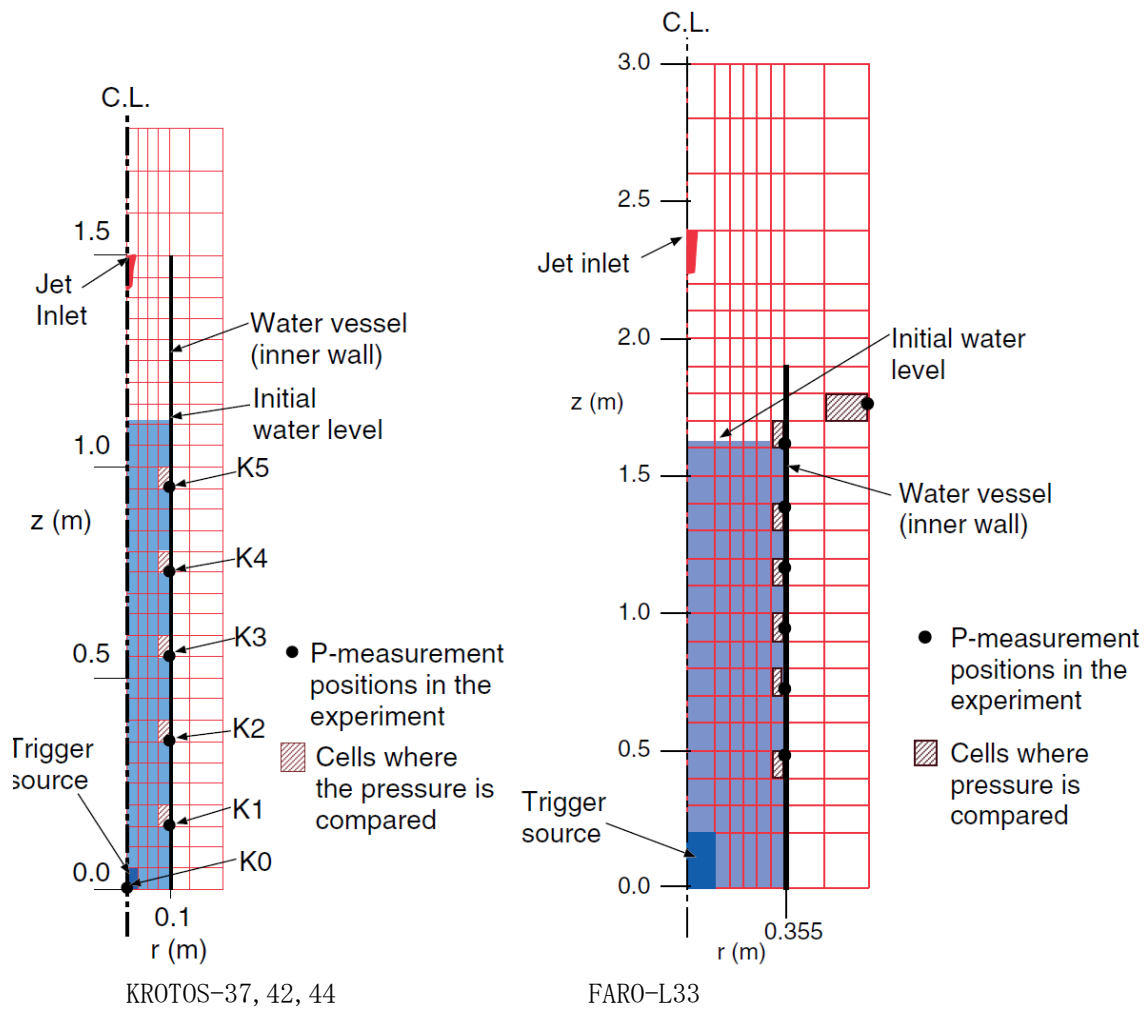 C.L.
1.5
Jet
Inlet
Water vessel
(inner wall)
Initial
water level
1.0
K5
z (m)
K4
K3
0.5
P-measurement
positions in the
experiment
K2
Cells where
the pressure is
compared
Trigger
source
K1
K0
0.0
0.1
r (m)
KROTOS-37, 42, 44
C.L.
3.0
2.5
Jet inlet
2.0
Initial water
level
z (m)
1.5
Water vessel
(inner wall)
1.0
P-measurement
positions in the
experiment
0.5
Cells where
pressure is
compared
Trigger
source
0.0
0.355
r (m)
FARO-L33